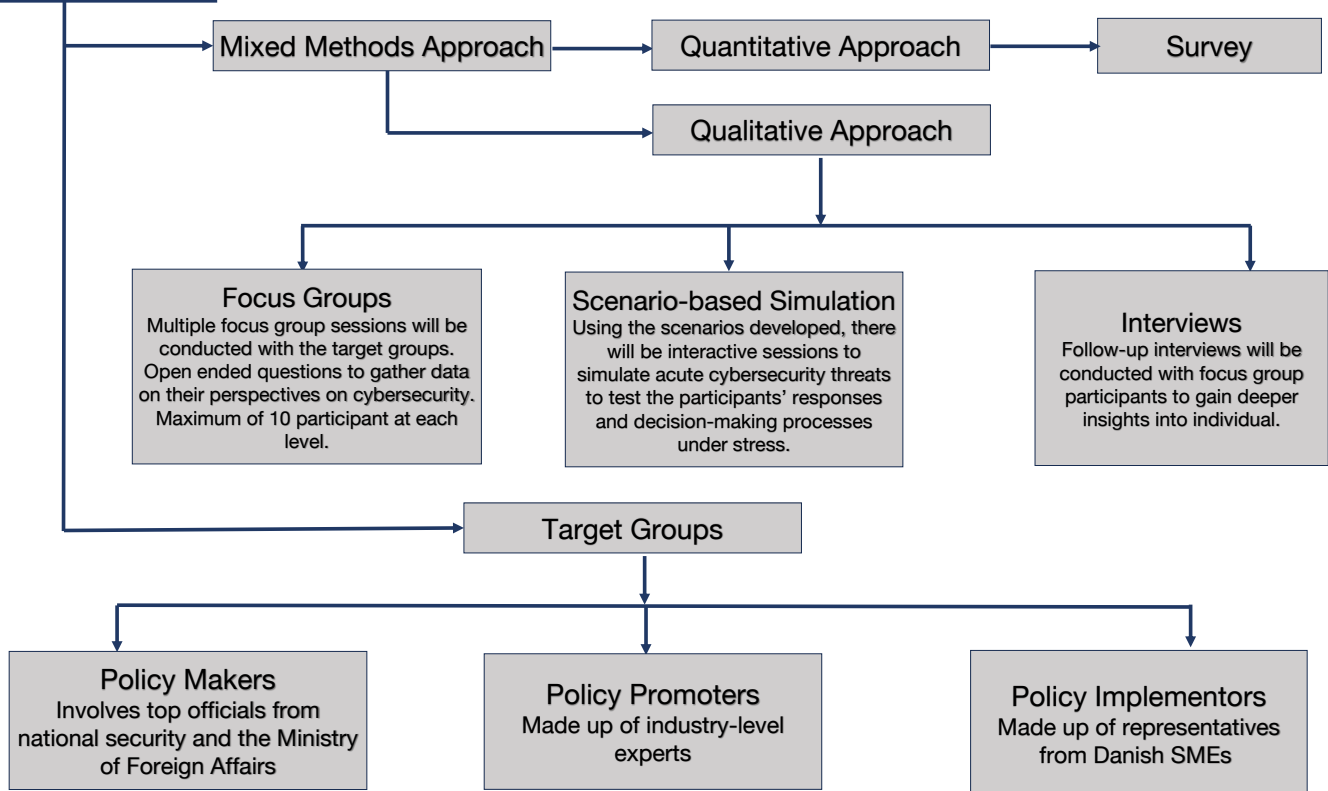 Mixed Methods Approach
Quantitative Approach
Survey
Qualitative Approach
Focus Groups
Multiple focus group sessions will be
conducted with the target groups.
Open ended questions to gather data
on their perspectives on cybersecurity.
Maximum of 10 participant at each
level.
Scenario-based Simulation
Using the scenarios developed, there
will be interactive sessions to
simulate acute cybersecurity threats
to test the participants’ responses
and decision-making processes
under stress.
Interviews
Follow-up interviews will be
conducted with focus group
participants to gain deeper
insights into individual.
Target Groups
Policy Makers
Involves top officials from
national security and the Ministry
of Foreign Affairs
Policy Promoters
Made up of industry-level
experts
Policy Implementors
Made up of representatives
from Danish SMEs